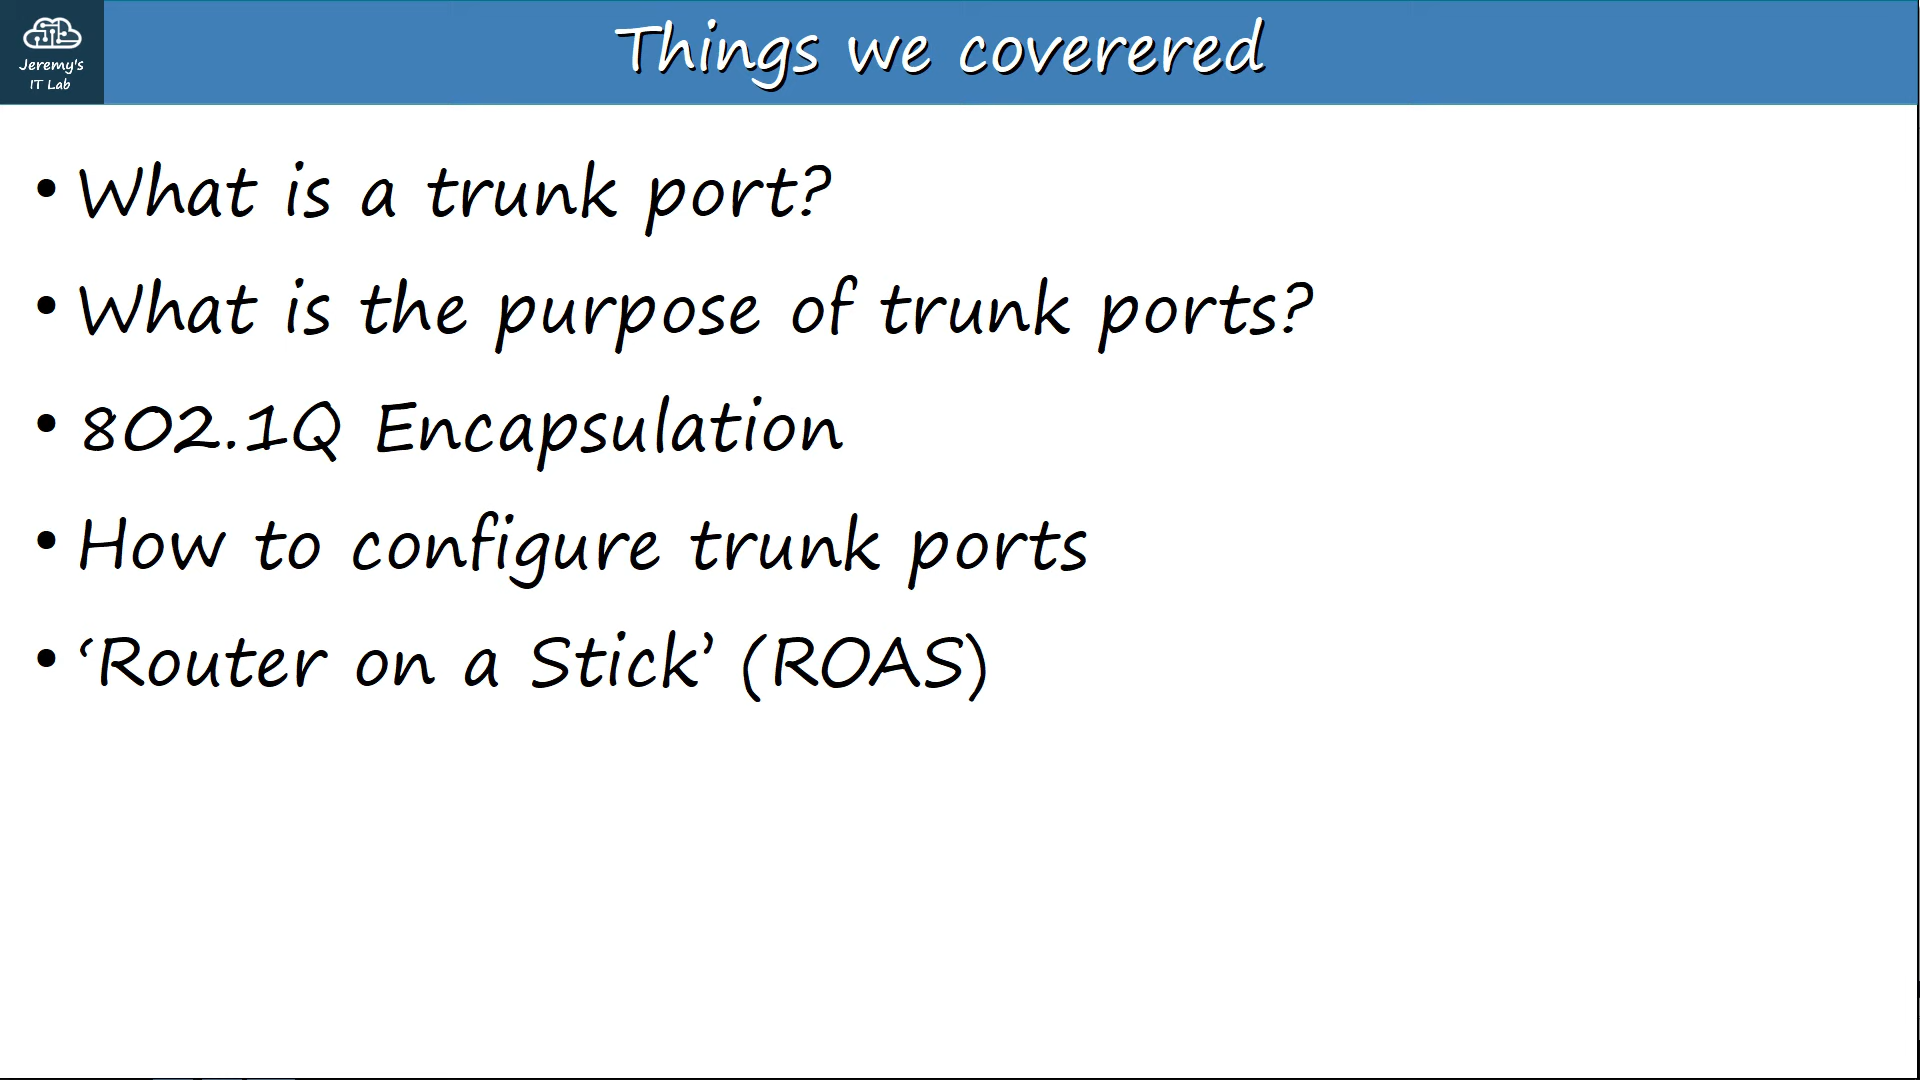 Jeremy's
IT Lab
Things we coverered
• What is a trunk port?
• What is the purpose of trunk ports?
• 802.1Q Encapsulation
• How to configure trunk ports
• ‘Router on a Stick’ (ROAS)